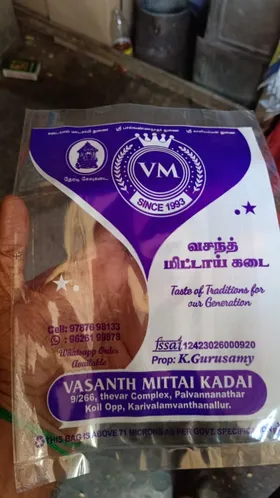 VM
SINCE 1993
வசந்த்
மிட்டாய் கடை
Taste of Traditions for
our Generation
fssai 12423026000920
Prop: K.Gurusamy
Cell: 97876 98133
: 96261 99878
Whatsapp Order
Available
VASANTH MITTAI KADAI
9/266, thevar Complex, Palvannanathar
Koil Opp, Karivalamvanthanallur.
THIS BAG IS ABOVE 71 MICRONS AS PER GOVT. SPECIFIC